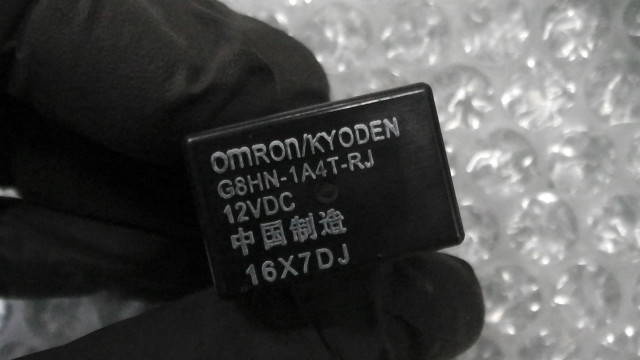 omron/KYODEN
G8HN-1A4T-RJ
12VDC
中国制造
16X7DJ